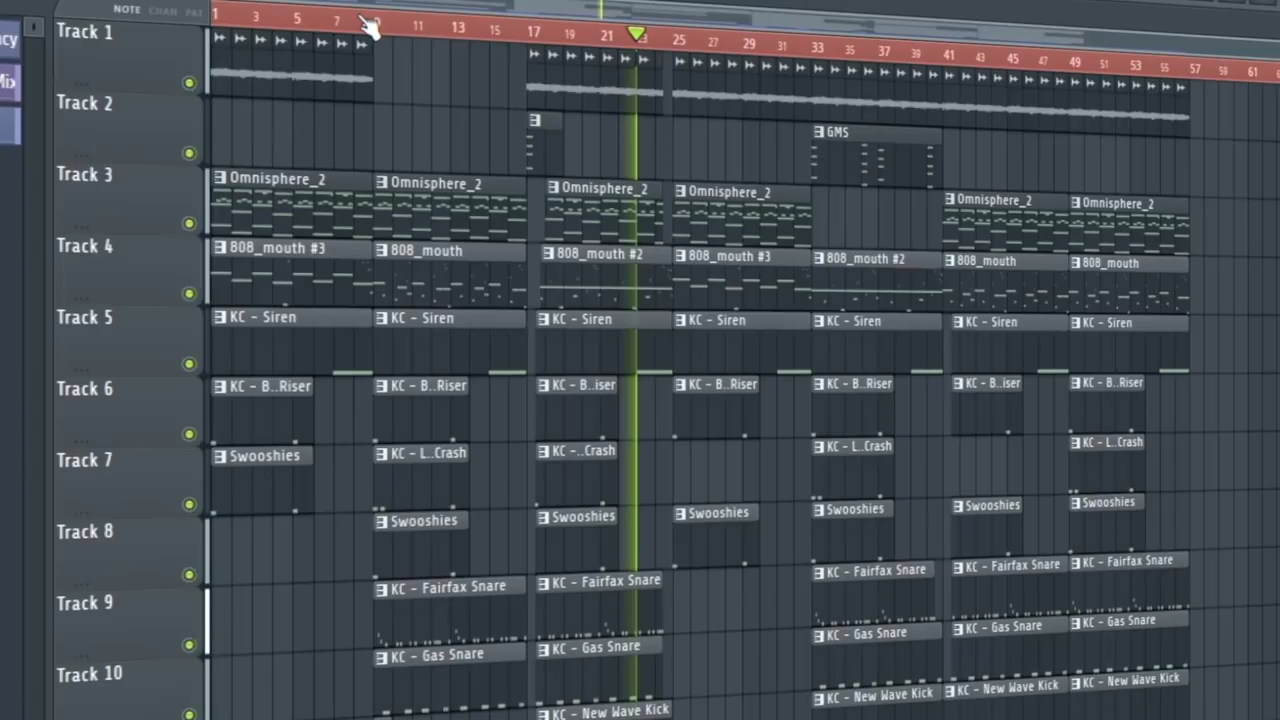 NOTE CHAN PAT
1 3 5 7 9 11 13 15 17 19 21 23 25 27 29 31 33 35 37 39 41 43 45 47 49 51 53 55 57 59 61
Track 1
Track 2
GMS
Track 3
Omnisphere_2 Omnisphere_2 Omnisphere_2 Omnisphere_2 Omnisphere_2 Omnisphere_2
Track 4
808_mouth #3 808_mouth 808_mouth #2 808_mouth #3 808_mouth #2 808_mouth 808_mouth
Track 5
KC - Siren KC - Siren KC - Siren KC - Siren KC - Siren KC - Siren KC - Siren
Track 6
KC - B..Riser KC - B..Riser KC - B..iser KC - B..Riser KC - B..Riser KC - B..iser KC - B..Riser
Track 7
Swooshies KC - L..Crash KC -..Crash KC - L..Crash KC - L..Crash
Track 8
Swooshies Swooshies Swooshies Swooshies Swooshies Swooshies
Track 9
KC - Fairfax Snare KC - Fairfax Snare KC - Fairfax Snare KC - Fairfax Snare KC - Fairfax Snare
Track 10
KC - Gas Snare KC - Gas Snare KC - Gas Snare KC - Gas Snare KC - Gas Snare
KC - New Wave Kick KC - New Wave Kick KC - New Wave Kick KC - New Wave Kick